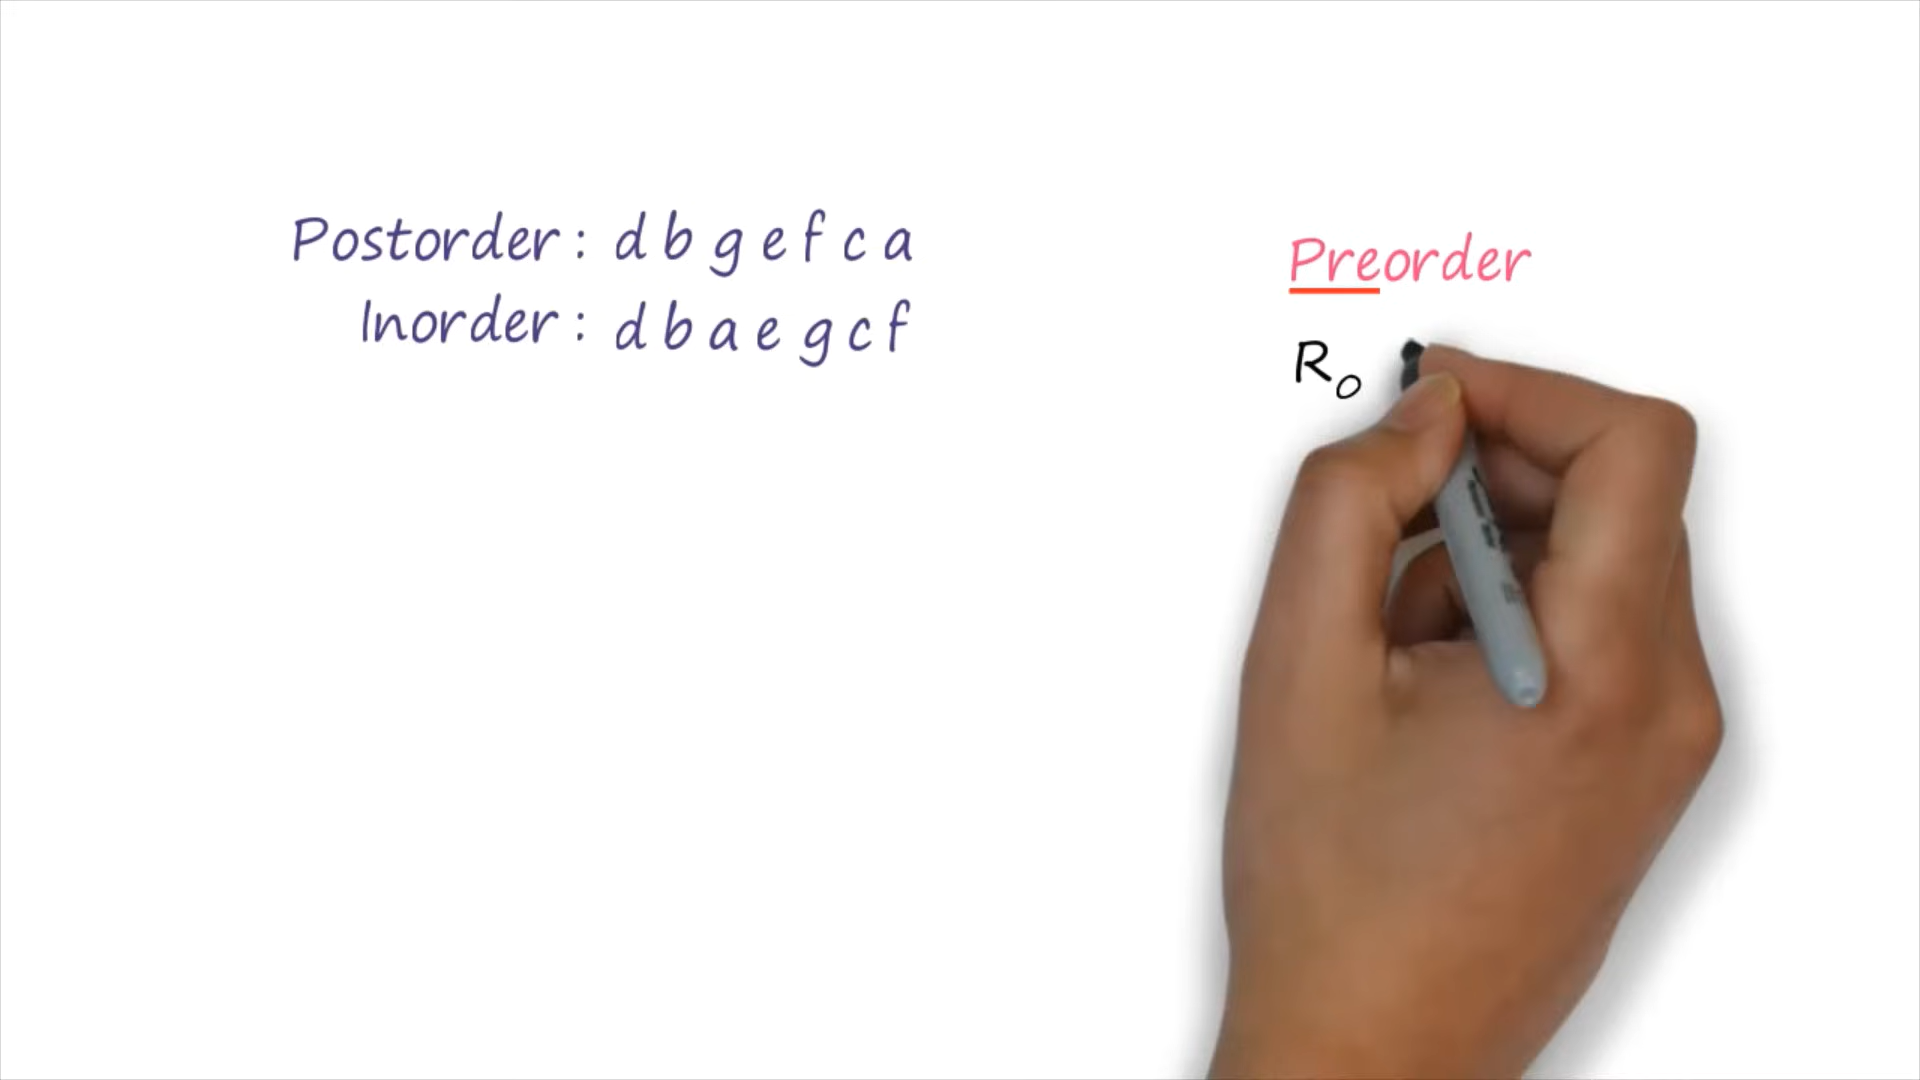 Postorder : d b g e f c a
Inorder : d b a e g c f
Preorder
Ro